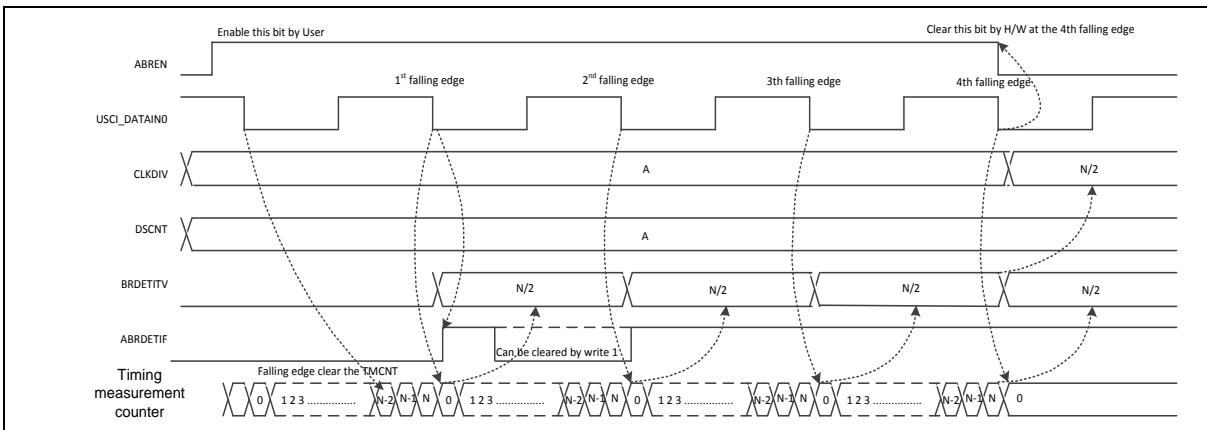 Enable this bit by User
Clear this bit by H/W at the 4th falling edge
ABREN
1st falling edge
2nd falling edge
3th falling edge
4th falling edge
USCI_DATAIN0
CLKDIV
A
N/2
DSCNT
A
BRDETITV
N/2
N/2
N/2
N/2
ABRDETIF
Can be cleared by write 1
Falling edge clear the TMCNT
Timing
measurement
counter
0 1 2 3 ................ N-2 N-1 N 0 1 2 3 ................ N-2 N-1 N 0 1 2 3 ................ N-2 N-1 N 0 1 2 3 ................ N-2 N-1 N 0